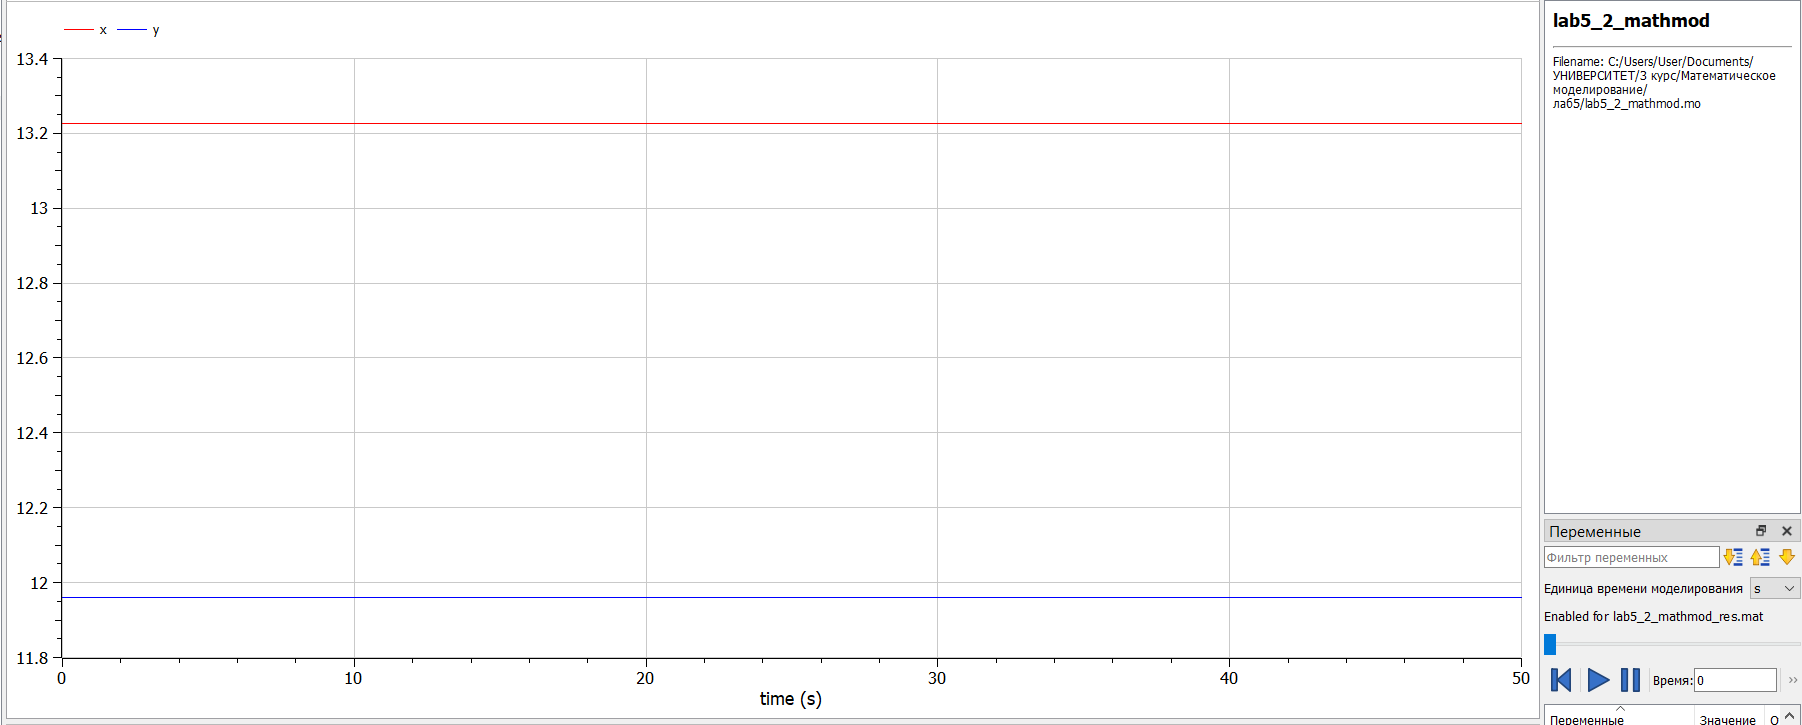 x y
13.4
13.2
13
12.8
12.6
12.4
12.2
12
11.8
0 10 20 30 40 50
time (s)
lab5_2_mathmod
Filename: C:/Users/User/Documents/
УНИВЕРСИТЕТ/3 курс/Математическое
моделирование/
лаб5/lab5_2_mathmod.mo
Переменные
Фильтр переменных
Единица времени моделирования s
Enabled for lab5_2_mathmod_res.mat
Время: 0
Переменные Значение О